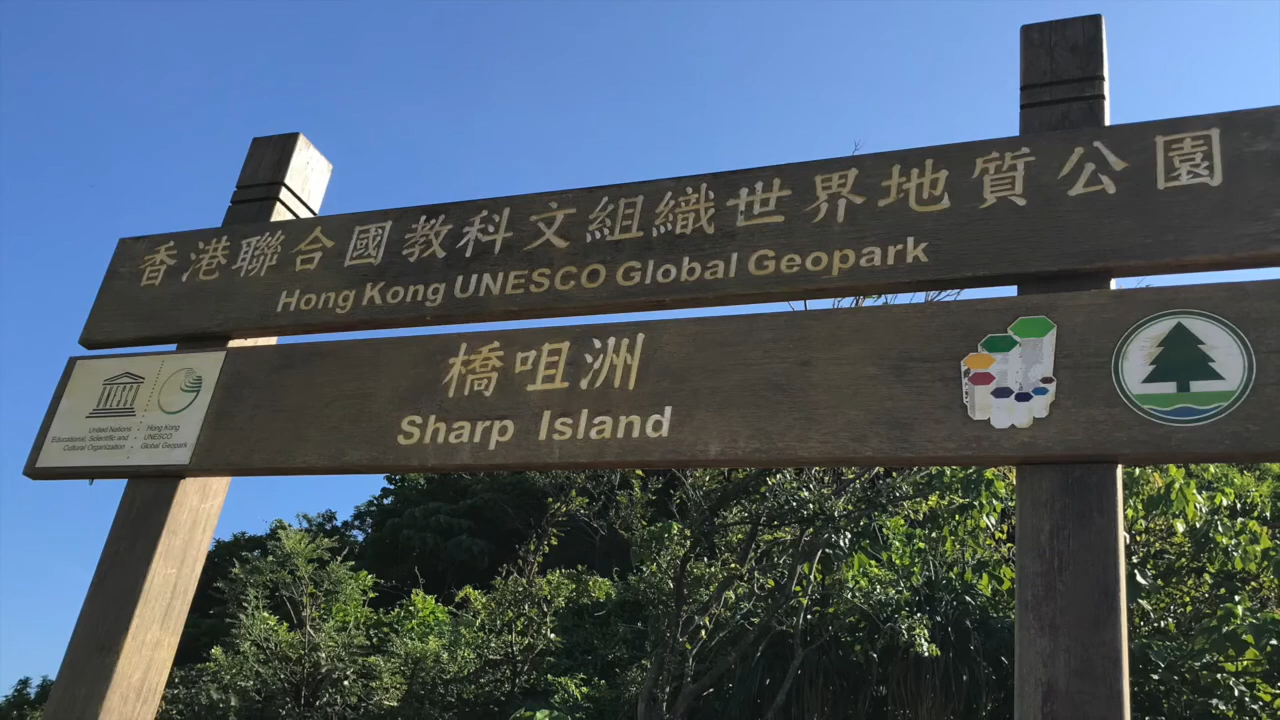 香港聯合國教科文組織世界地質公園
Hong Kong UNESCO Global Geopark
橋咀洲
Sharp Island
UNESCO
United Nations
Educational, Scientific and
Cultural Organization
Hong Kong
UNESCO
Global Geopark